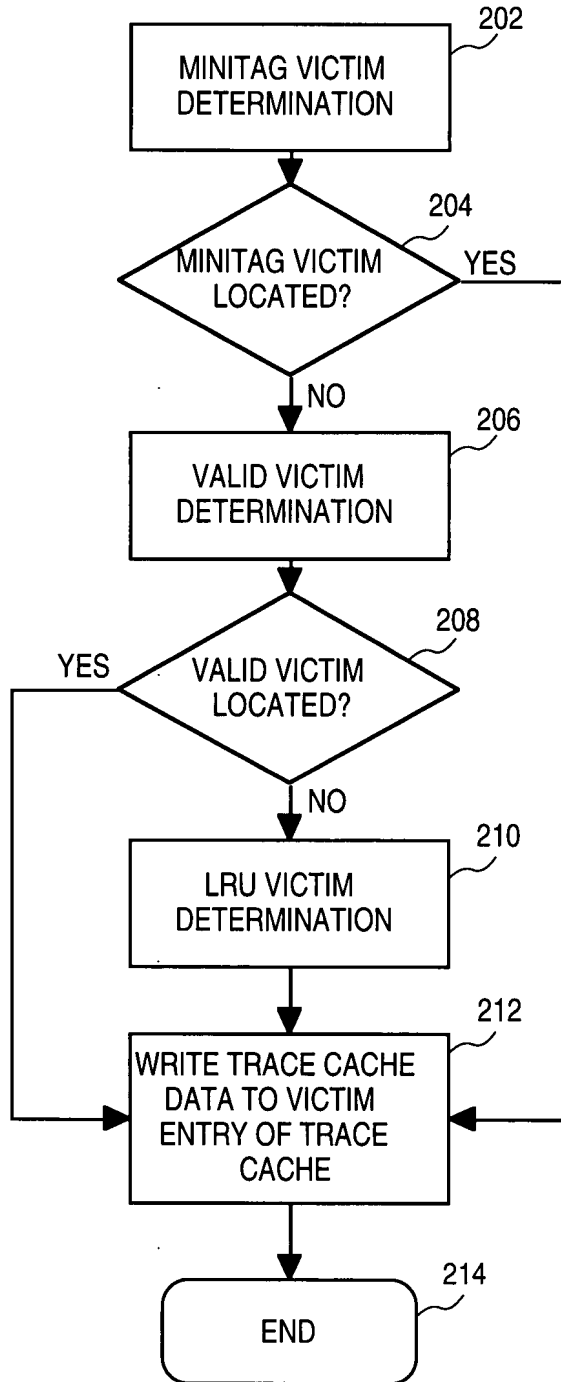 202
MINITAG VICTIM
DETERMINATION
204
MINITAG VICTIM
LOCATED?
YES
NO
206
VALID VICTIM
DETERMINATION
208
YES
VALID VICTIM
LOCATED?
NO
210
LRU VICTIM
DETERMINATION
212
WRITE TRACE CACHE
DATA TO VICTIM
ENTRY OF TRACE
CACHE
214
END